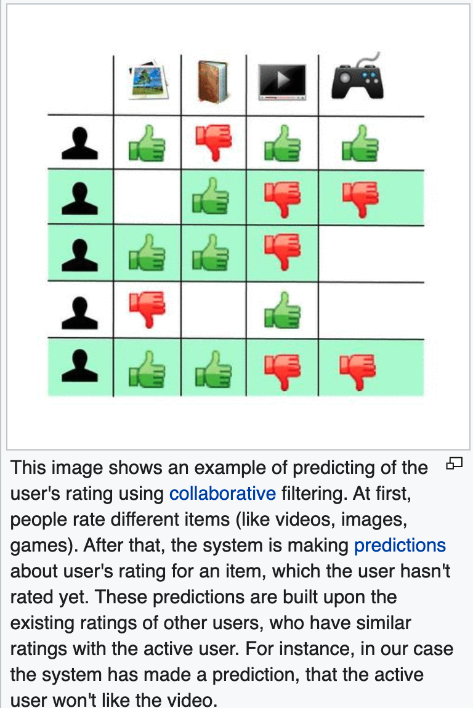 This image shows an example of predicting of the
user's rating using collaborative filtering. At first,
people rate different items (like videos, images,
games). After that, the system is making predictions
about user's rating for an item, which the user hasn't
rated yet. These predictions are built upon the
existing ratings of other users, who have similar
ratings with the active user. For instance, in our case
the system has made a prediction, that the active
user won't like the video.